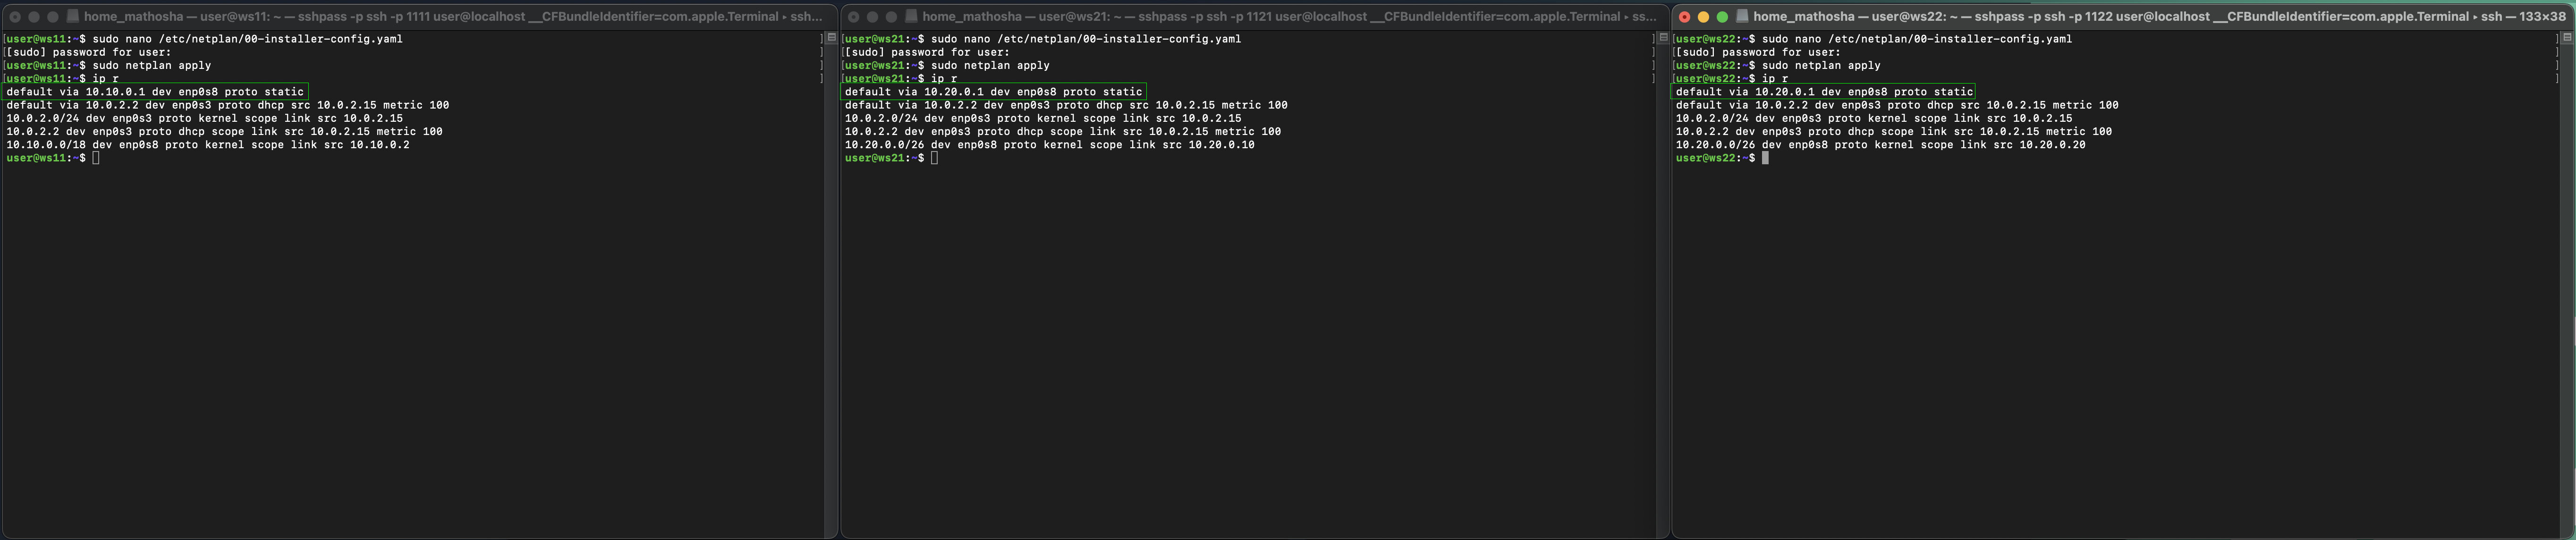 home_mathosha — user@ws11: ~ — sshpass -p ssh -p 1111 user@localhost __CFBundleIdentifier=com.apple.Terminal ▸ ssh...
[user@ws11:~$ sudo nano /etc/netplan/00-installer-config.yaml ]
[[sudo] password for user:
[user@ws11:~$ sudo netplan apply ]
[user@ws11:~$ ip r ]
default via 10.10.0.1 dev enp0s8 proto static
default via 10.0.2.2 dev enp0s3 proto dhcp src 10.0.2.15 metric 100
10.0.2.0/24 dev enp0s3 proto kernel scope link src 10.0.2.15
10.0.2.2 dev enp0s3 proto dhcp scope link src 10.0.2.15 metric 100
10.10.0.0/18 dev enp0s8 proto kernel scope link src 10.10.0.2
user@ws11:~$
home_mathosha — user@ws21: ~ — sshpass -p ssh -p 1121 user@localhost __CFBundleIdentifier=com.apple.Terminal ▸ ss...
[user@ws21:~$ sudo nano /etc/netplan/00-installer-config.yaml ]
[[sudo] password for user:
[user@ws21:~$ sudo netplan apply ]
[user@ws21:~$ ip r ]
default via 10.20.0.1 dev enp0s8 proto static
default via 10.0.2.2 dev enp0s3 proto dhcp src 10.0.2.15 metric 100
10.0.2.0/24 dev enp0s3 proto kernel scope link src 10.0.2.15
10.0.2.2 dev enp0s3 proto dhcp scope link src 10.0.2.15 metric 100
10.20.0.0/26 dev enp0s8 proto kernel scope link src 10.20.0.10
user@ws21:~$
home_mathosha — user@ws22: ~ — sshpass -p ssh -p 1122 user@localhost __CFBundleIdentifier=com.apple.Terminal ▸ ssh — 133×38
[user@ws22:~$ sudo nano /etc/netplan/00-installer-config.yaml ]
[[sudo] password for user:
[user@ws22:~$ sudo netplan apply ]
[user@ws22:~$ ip r ]
default via 10.20.0.1 dev enp0s8 proto static
default via 10.0.2.2 dev enp0s3 proto dhcp src 10.0.2.15 metric 100
10.0.2.0/24 dev enp0s3 proto kernel scope link src 10.0.2.15
10.0.2.2 dev enp0s3 proto dhcp scope link src 10.0.2.15 metric 100
10.20.0.0/26 dev enp0s8 proto kernel scope link src 10.20.0.20
user@ws22:~$